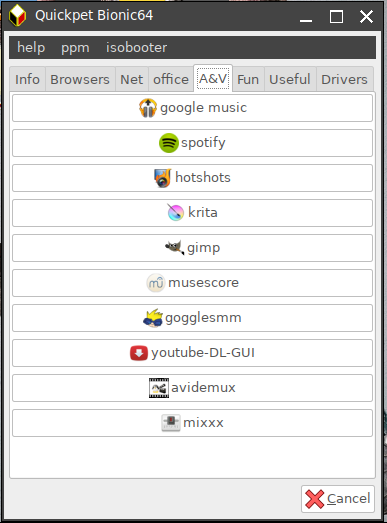 Quickpet Bionic64
help ppm isobooter
Info Browsers Net office A&V Fun Useful Drivers
google music
spotify
hotshots
krita
gimp
musescore
gogglesmm
youtube-DL-GUI
avidemux
mixxx
Cancel